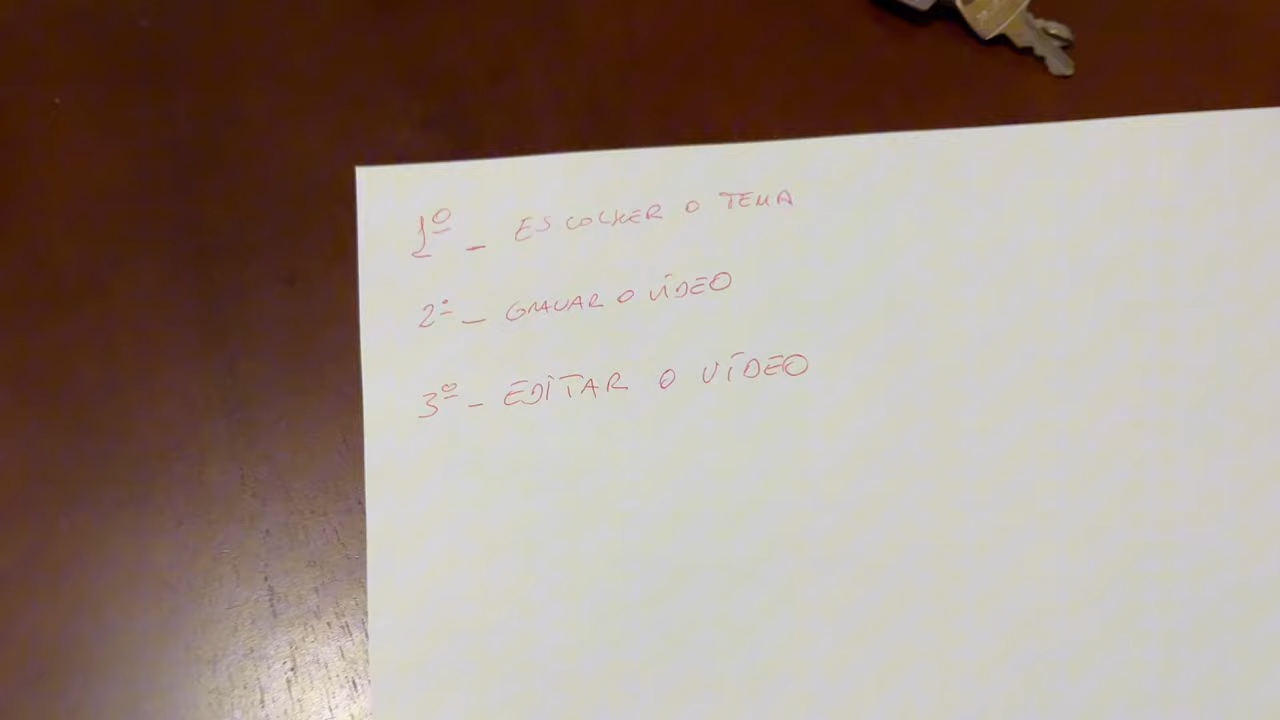 1º - ESCOLHER O TEMA
2º - GRAVAR O VÍDEO
3º - EDITAR O VÍDEO